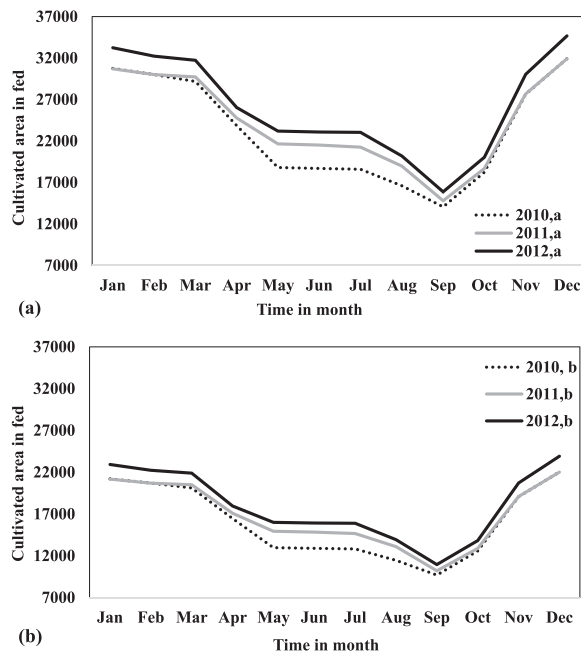 37000
32000
27000
22000
17000
12000
7000
Cultivated area in fed
2010,a
2011,a
2012,a
Jan Feb Mar Apr May Jun Jul Aug Sep Oct Nov Dec
(a)
Time in month
37000
32000
27000
22000
17000
12000
7000
Cultivated area in fed
2010, b
2011,b
2012,b
Jan Feb Mar Apr May Jun Jul Aug Sep Oct Nov Dec
(b)
Time in month